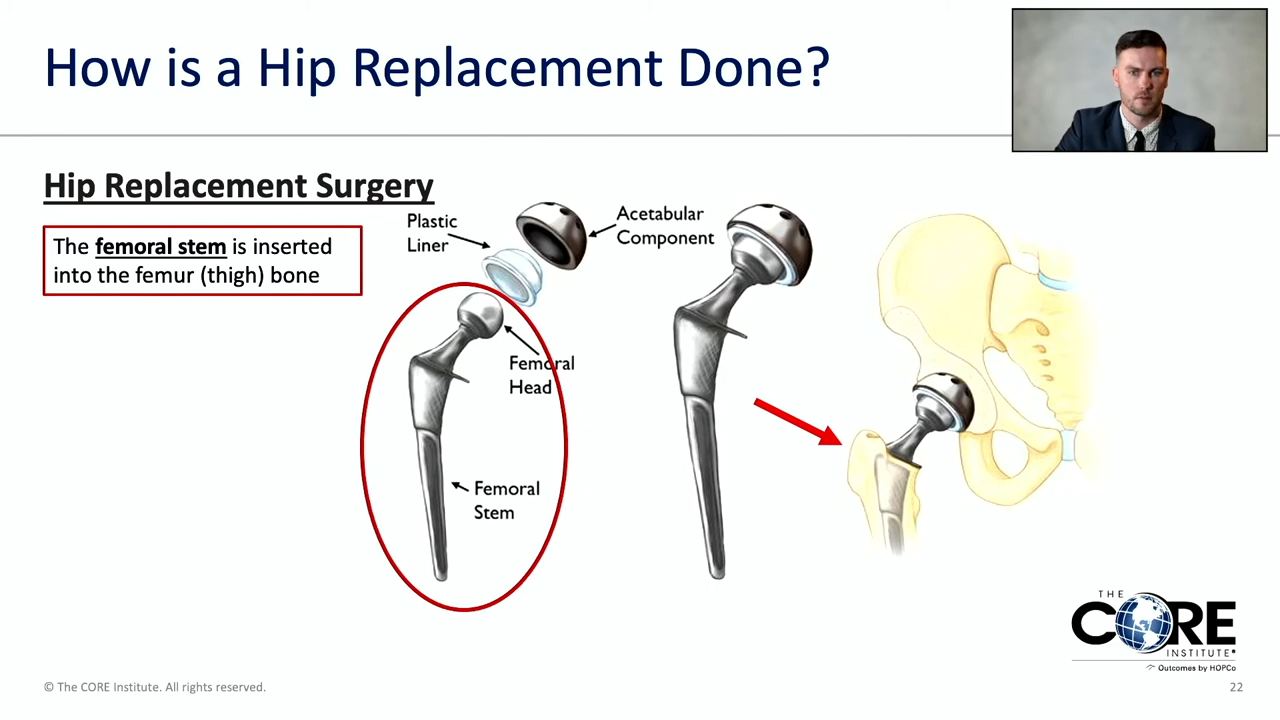 How is a Hip Replacement Done?
Hip Replacement Surgery
The femoral stem is inserted
into the femur (thigh) bone
Plastic
Liner
Acetabular
Component
Femoral
Head
Femoral
Stem
THE
CORE
INSTITUTE
Outcomes by HOPCo
© The CORE Institute. All rights reserved.
22